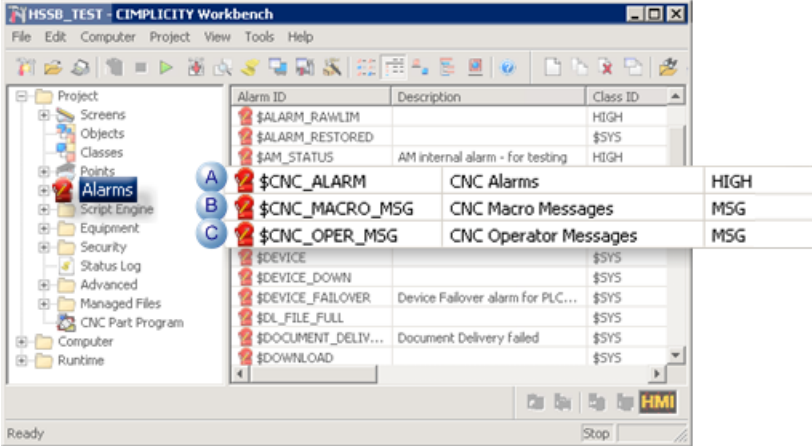 HSSB_TEST - CIMPLICITY Workbench
File Edit Computer Project View Tools Help
Project
Screens
Objects
Classes
Points
Alarms
Script Engine
Equipment
Security
Status Log
Advanced
Managed Files
CNC Part Program
Computer
Runtime
Alarm ID Description Class ID
$ALARM_RAWLIM HIGH
$ALARM_RESTORED $SYS
$AM_STATUS AM internal alarm - for testing HIGH
A $CNC_ALARM CNC Alarms HIGH
B $CNC_MACRO_MSG CNC Macro Messages MSG
C $CNC_OPER_MSG CNC Operator Messages MSG
$DEVICE $SYS
$DEVICE_DOWN $SYS
$DEVICE_FAILOVER Device Failover alarm for PLC... $SYS
$DL_FILE_FULL $SYS
$DOCUMENT_DELIV... Document Delivery failed $SYS
$DOWNLOAD $SYS
HMI
Ready Stop